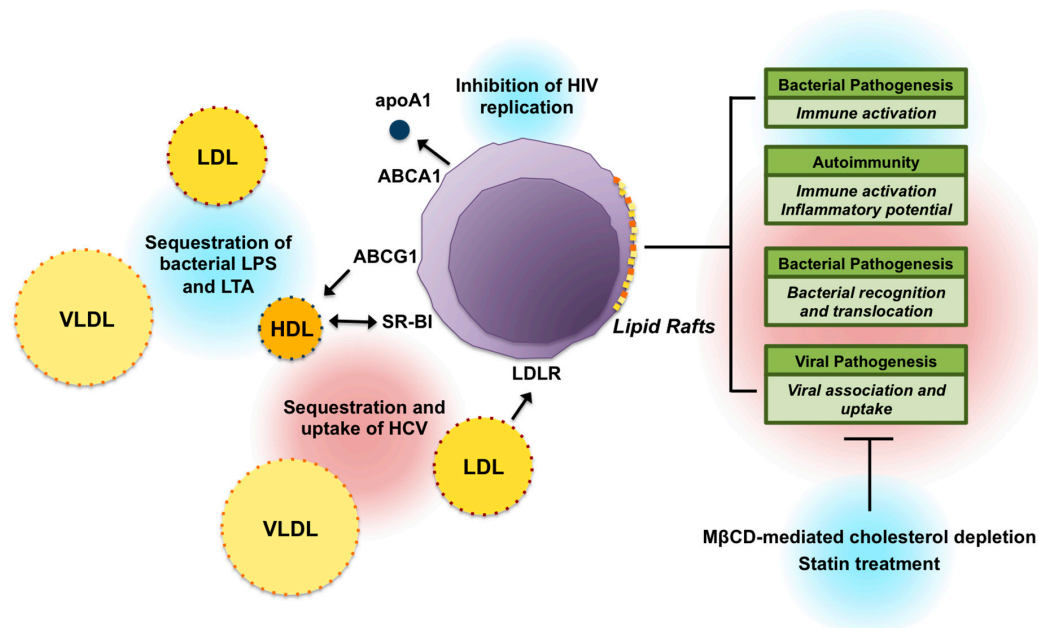 Inhibition of HIV
replication
apoA1
ABCA1
LDL
Sequestration of
bacterial LPS
and LTA
ABCG1
VLDL
HDL
SR-BI
Lipid Rafts
LDLR
Sequestration and
uptake of HCV
LDL
VLDL
Bacterial Pathogenesis
Immune activation
Autoimmunity
Immune activation
Inflammatory potential
Bacterial Pathogenesis
Bacterial recognition
and translocation
Viral Pathogenesis
Viral association and
uptake
MβCD-mediated cholesterol depletion
Statin treatment